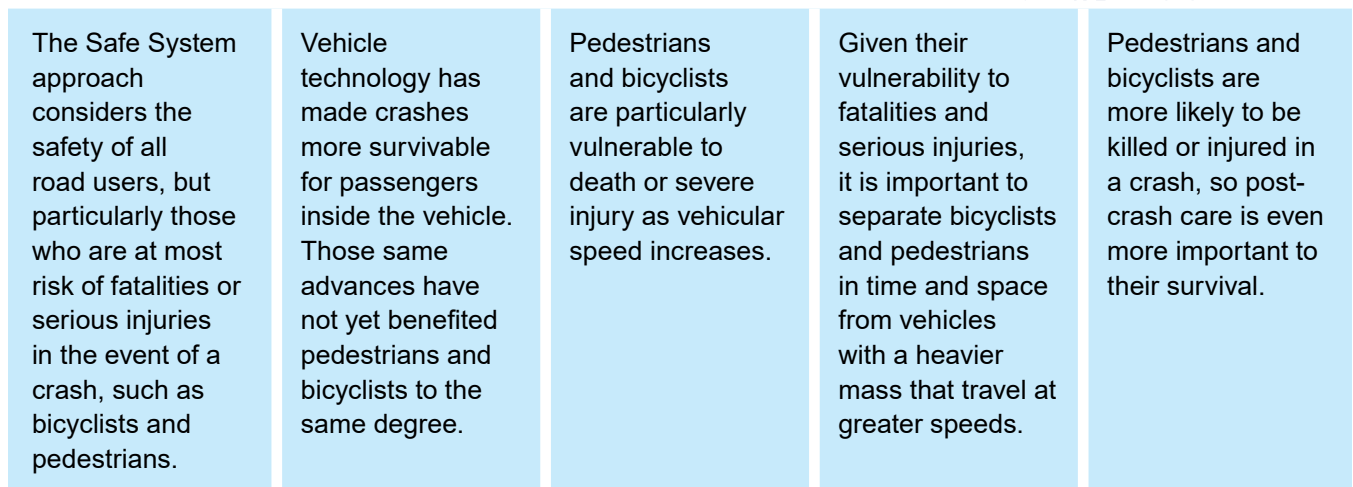 The Safe System
approach
considers the
safety of all
road users, but
particularly those
who are at most
risk of fatalities or
serious injuries
in the event of a
crash, such as
bicyclists and
pedestrians.
Vehicle
technology has
made crashes
more survivable
for passengers
inside the vehicle.
Those same
advances have
not yet benefited
pedestrians and
bicyclists to the
same degree.
Pedestrians
and bicyclists
are particularly
vulnerable to
death or severe
injury as vehicular
speed increases.
Given their
vulnerability to
fatalities and
serious injuries,
it is important to
separate bicyclists
and pedestrians
in time and space
from vehicles
with a heavier
mass that travel at
greater speeds.
Pedestrians and
bicyclists are
more likely to be
killed or injured in
a crash, so post-
crash care is even
more important to
their survival.